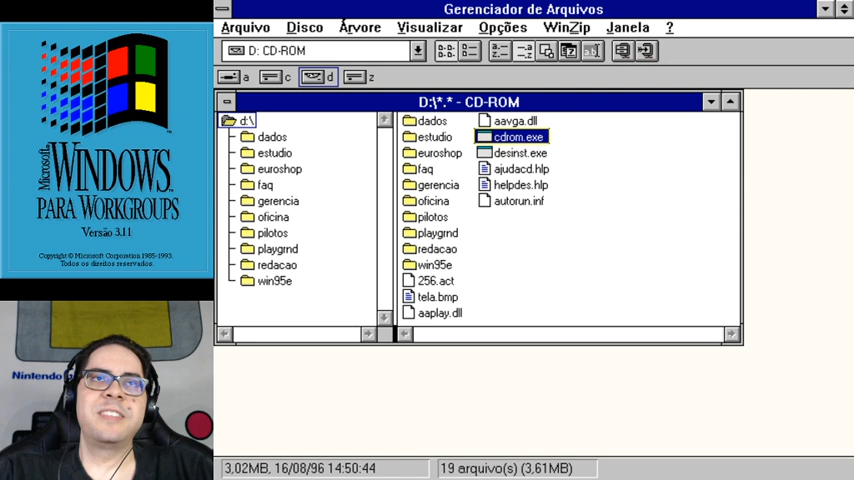 Gerenciador de Arquivos
Arquivo Disco Árvore Visualizar Opções WinZip Janela ?
D: CD-ROM
a c d z
D:\*.* - CD-ROM
d:\
dados
estudio
euroshop
faq
gerencia
oficina
pilotos
playgrnd
redacao
win95e
dados
estudio
euroshop
faq
gerencia
oficina
pilotos
playgrnd
redacao
win95e
256.act
tela.bmp
aaplay.dll
aavga.dll
cdrom.exe
desinst.exe
ajudacd.hlp
helpdes.hlp
autorun.inf
3,02MB, 16/08/96 14:50:44
19 arquivo(s) (3,61MB)
Microsoft®
WINDOWS™
PARA WORKGROUPS
Versão 3.11
Copyright © Microsoft Corporation 1985-1993.
Todos os direitos reservados.
Nintendo